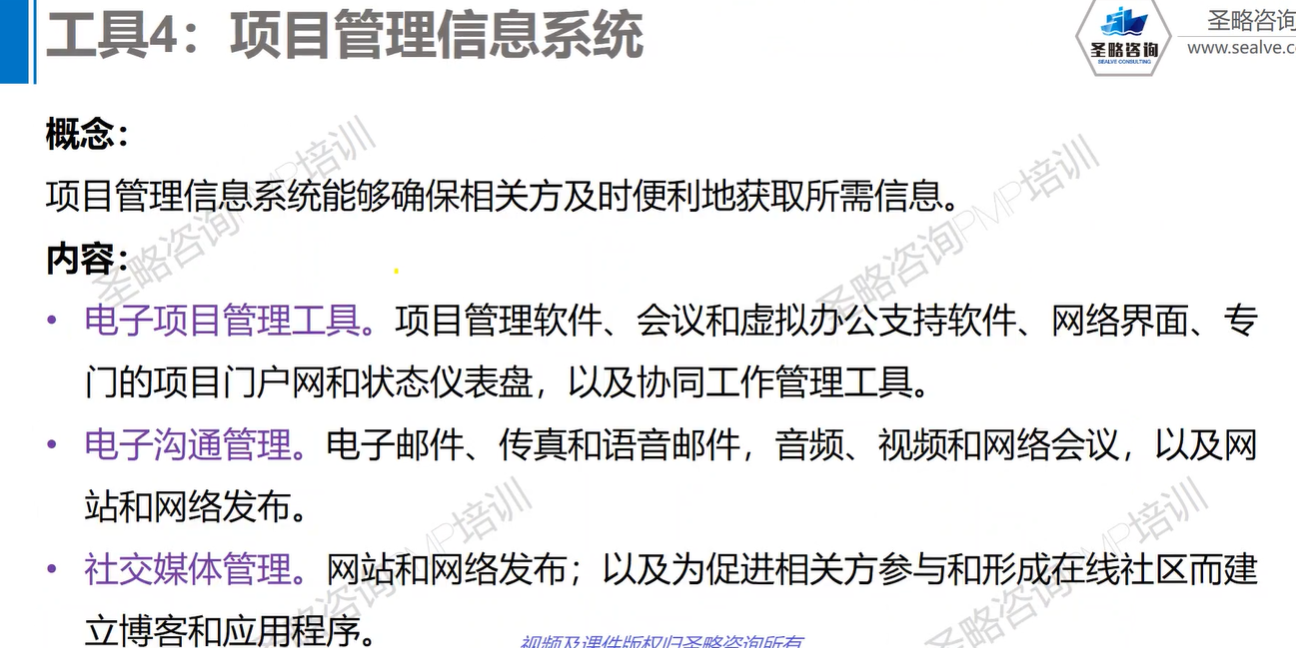 工具4：项目管理信息系统
圣略咨询
SEALVE CONSULTING
圣略咨询
www.sealve.c
概念：
项目管理信息系统能够确保相关方及时便利地获取所需信息。
内容：
• 电子项目管理工具。项目管理软件、会议和虚拟办公支持软件、网络界面、专
门的项目门户网和状态仪表盘，以及协同工作管理工具。
• 电子沟通管理。电子邮件、传真和语音邮件，音频、视频和网络会议，以及网
站和网络发布。
• 社交媒体管理。网站和网络发布；以及为促进相关方参与和形成在线社区而建
立博客和应用程序。
视频及课件版权归圣略咨询所有
圣略咨询PMP培训
圣略咨询PMP培训
圣略咨询PMP培训
圣略咨询PMP培训